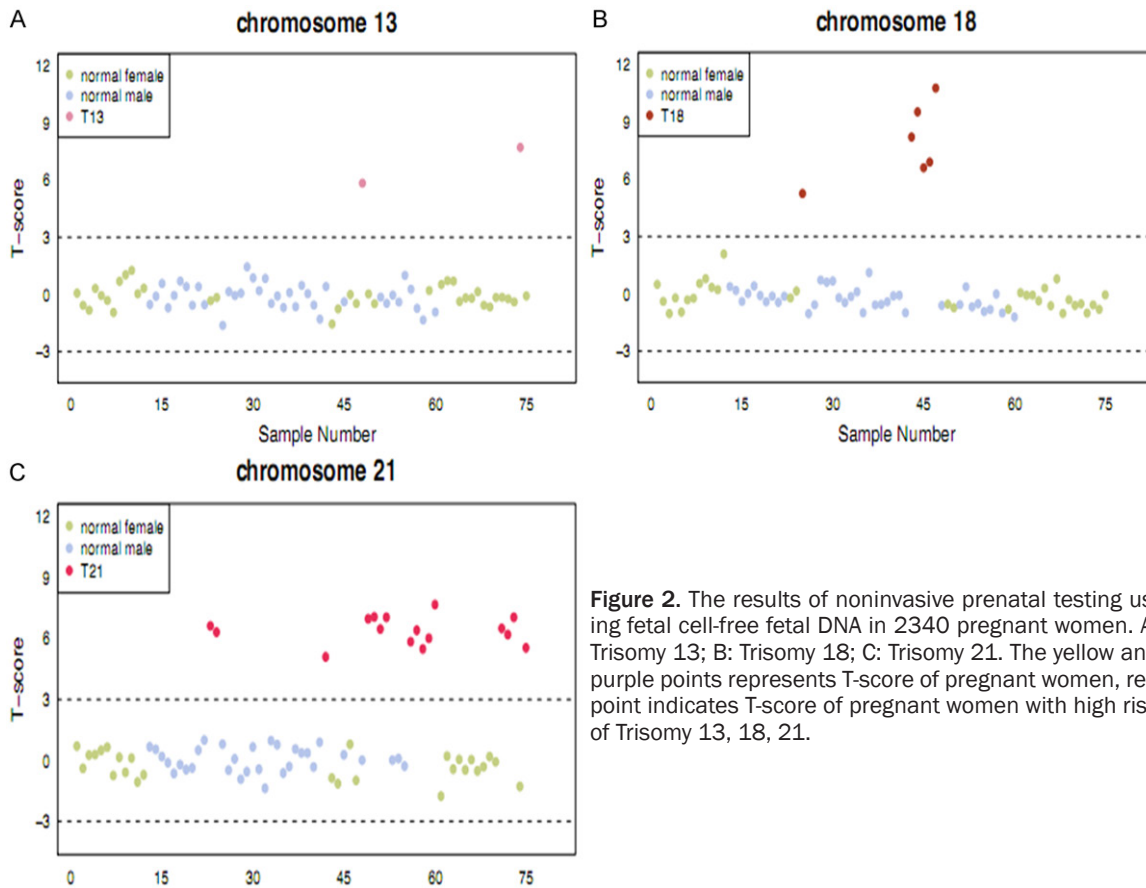 A
chromosome 13
12
9
6
3
0
−3
T−score
normal female
normal male
T13
0 15 30 45 60 75
Sample Number
B
chromosome 18
12
9
6
3
0
−3
T−score
normal female
normal male
T18
0 15 30 45 60 75
Sample Number
C
chromosome 21
12
9
6
3
0
−3
T−score
normal female
normal male
T21
0 15 30 45 60 75
Figure 2. The results of noninvasive prenatal testing us
ing fetal cell-free fetal DNA in 2340 pregnant women. A
Trisomy 13; B: Trisomy 18; C: Trisomy 21. The yellow an
purple points represents T-score of pregnant women, re
point indicates T-score of pregnant women with high ris
of Trisomy 13, 18, 21.